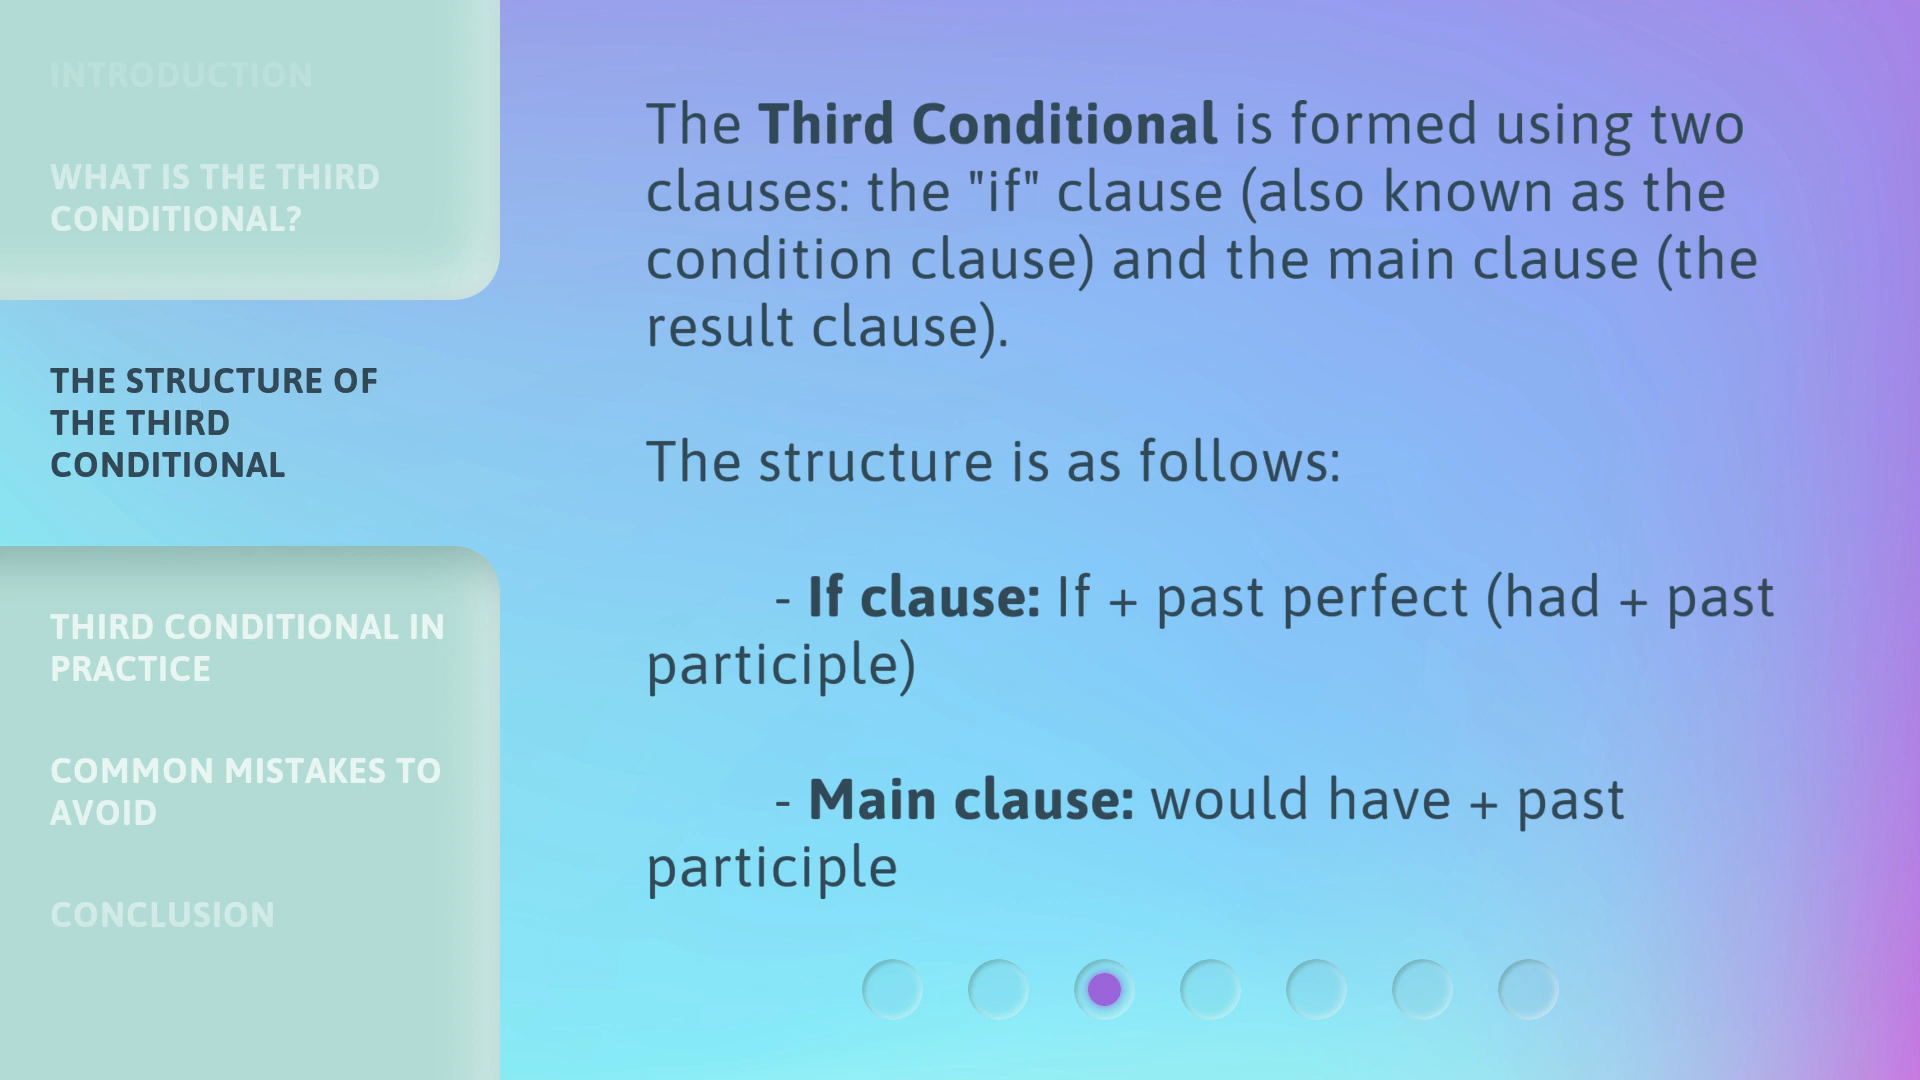 INTRODUCTION
WHAT IS THE THIRD
CONDITIONAL?
THE STRUCTURE OF
THE THIRD
CONDITIONAL
THIRD CONDITIONAL IN
PRACTICE
COMMON MISTAKES TO
AVOID
CONCLUSION
The Third Conditional is formed using two
clauses: the "if" clause (also known as the
condition clause) and the main clause (the
result clause).
The structure is as follows:
- If clause: If + past perfect (had + past
participle)
- Main clause: would have + past
participle